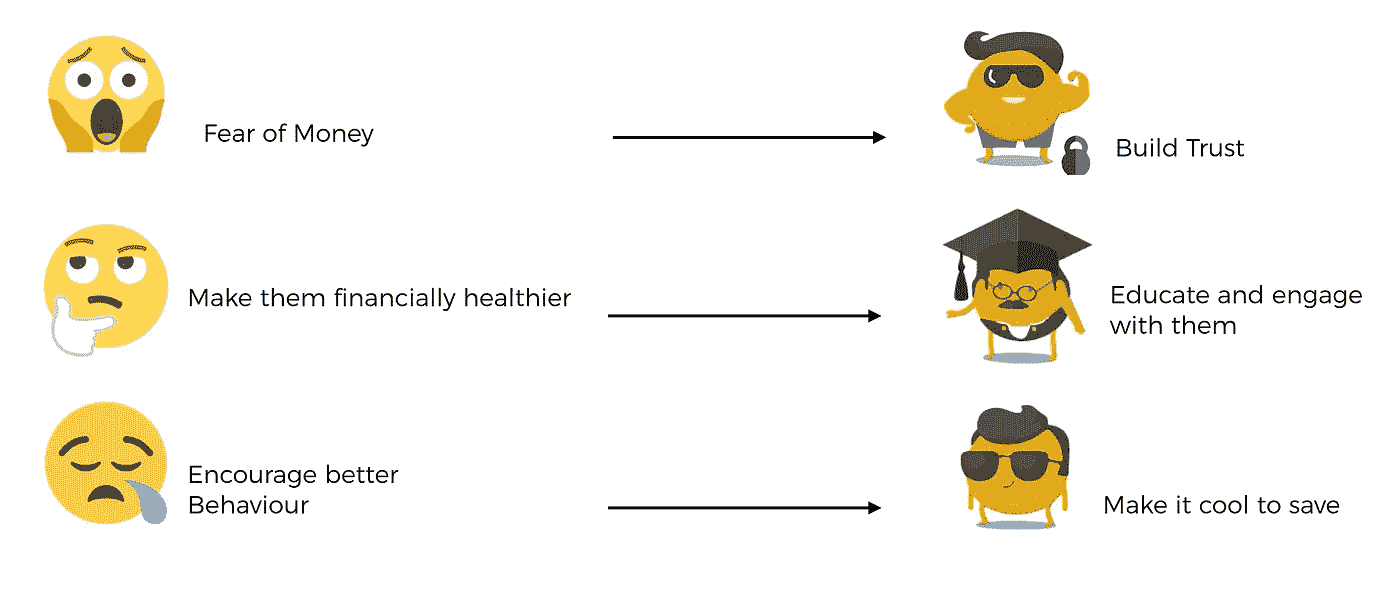 Fear of Money
Build Trust
Make them financially healthier
Educate and engage
with them
Encourage better
Behaviour
Make it cool to save